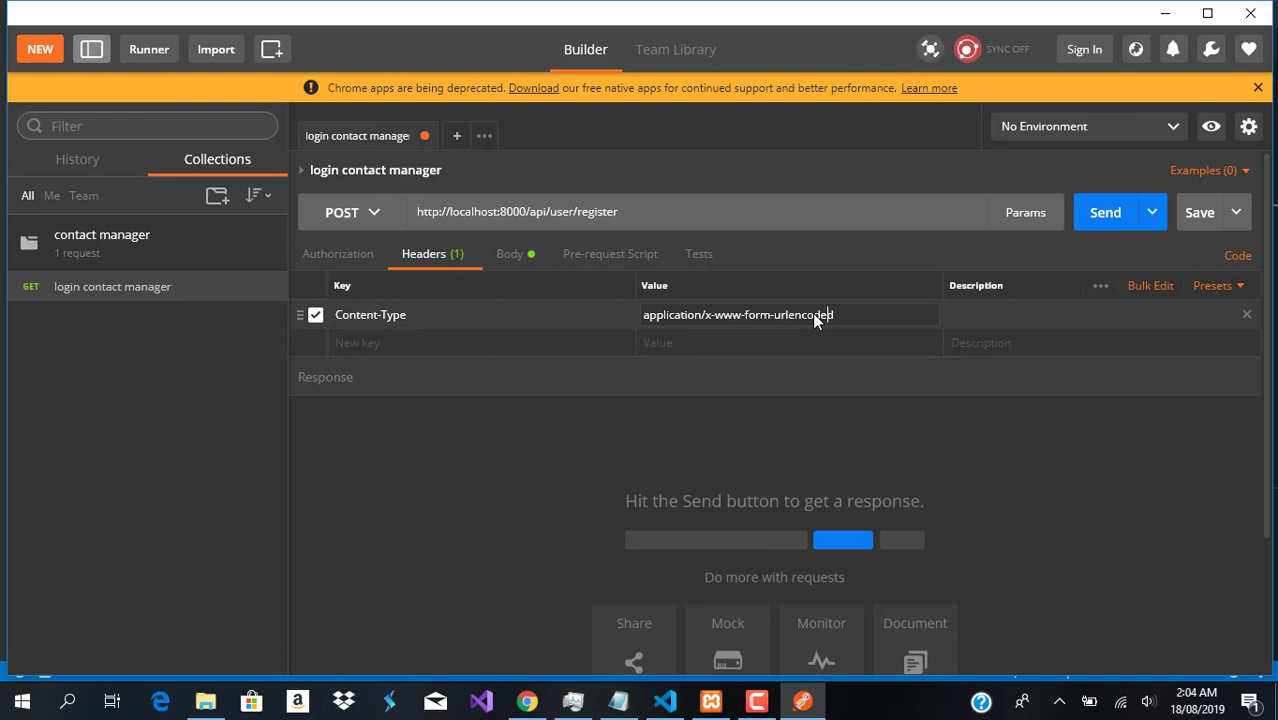 NEW
Runner
Import
Builder
Team Library
SYNC OFF
Sign In
Chrome apps are being deprecated. Download our free native apps for continued support and better performance. Learn more
Filter
History
Collections
All Me Team
contact manager
1 request
GET login contact manager
login contact manage
No Environment
login contact manager
Examples (0)
POST
http://localhost:8000/api/user/register
Params
Send
Save
Authorization
Headers (1)
Body
Pre-request Script
Tests
Code
Key
Value
Description
Bulk Edit
Presets
Content-Type
application/x-www-form-urlencoded
New key
Value
Description
Response
Hit the Send button to get a response.
Do more with requests
Share
Mock
Monitor
Document
2:04 AM
18/08/2019